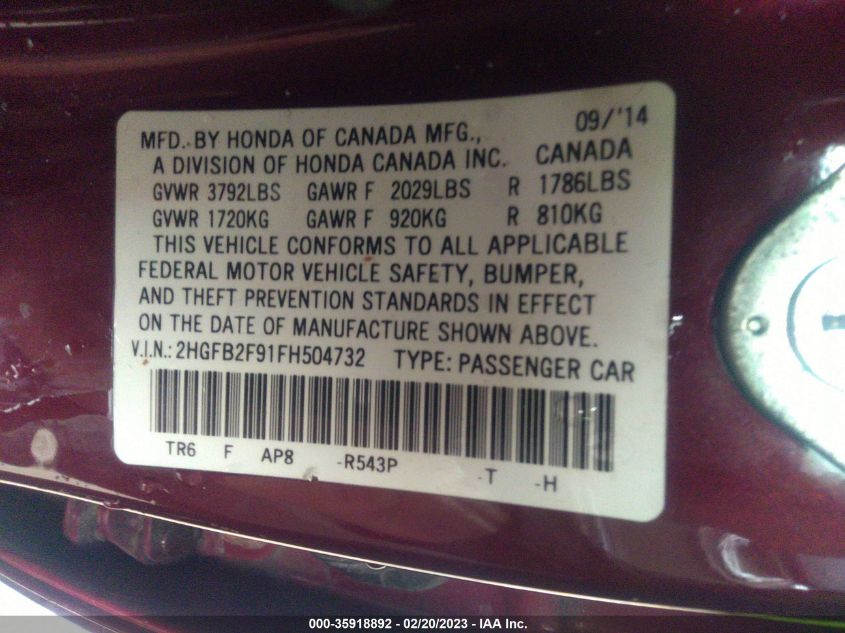 09/'14
MFD. BY HONDA OF CANADA MFG.,
A DIVISION OF HONDA CANADA INC. CANADA
GVWR 3792LBS GAWR F 2029LBS R 1786LBS
GVWR 1720KG GAWR F 920KG R 810KG
THIS VEHICLE CONFORMS TO ALL APPLICABLE
FEDERAL MOTOR VEHICLE SAFETY, BUMPER,
AND THEFT PREVENTION STANDARDS IN EFFECT
ON THE DATE OF MANUFACTURE SHOWN ABOVE.
V.I.N.: 2HGFB2F91FH504732 TYPE: PASSENGER CAR
TR6 F AP8 -R543P -T -H
000-35918892 - 02/20/2023 - IAA Inc.